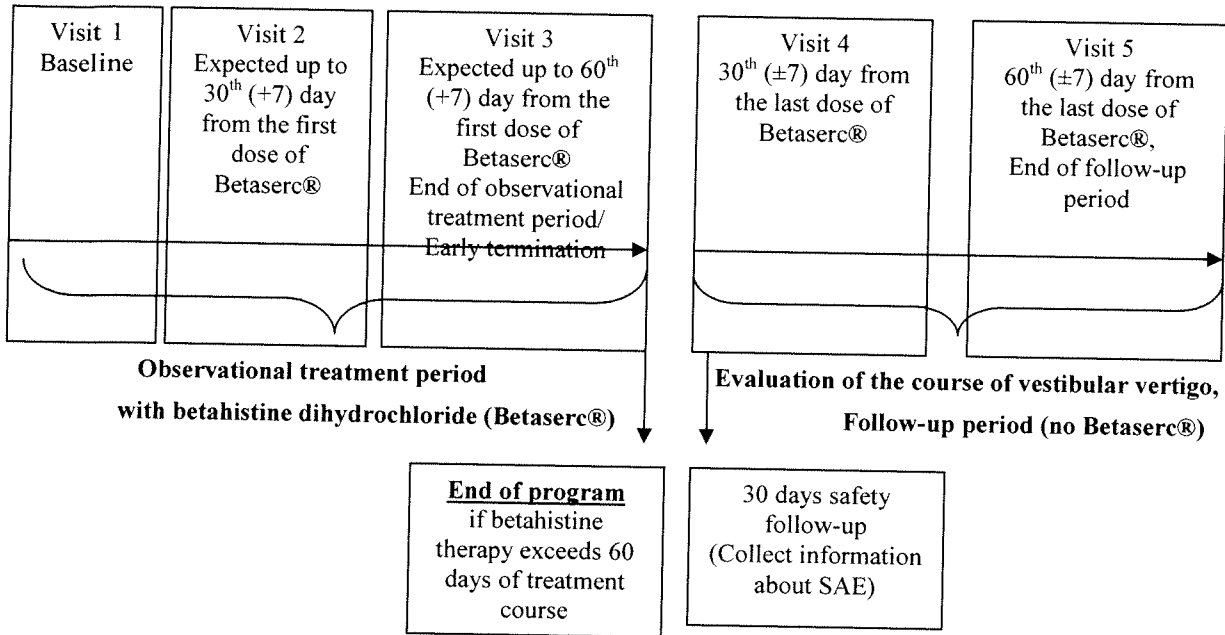 Visit 1
Baseline
Visit 2
Expected up to
30th (+7) day
from the first
dose of
Betaserc®
Visit 3
Expected up to 60th
(+7) day from the
first dose of
Betaserc®
End of observational
treatment period/
Early termination
Visit 4
30th (±7) day from
the last dose of
Betaserc®
Visit 5
60th (±7) day from
the last dose of
Betaserc®,
End of follow-up
period
Observational treatment period
with betahistine dihydrochloride (Betaserc®)
Evaluation of the course of vestibular vertigo,
Follow-up period (no Betaserc®)
End of program
if betahistine
therapy exceeds 60
days of treatment
course
30 days safety
follow-up
(Collect information
about SAE)